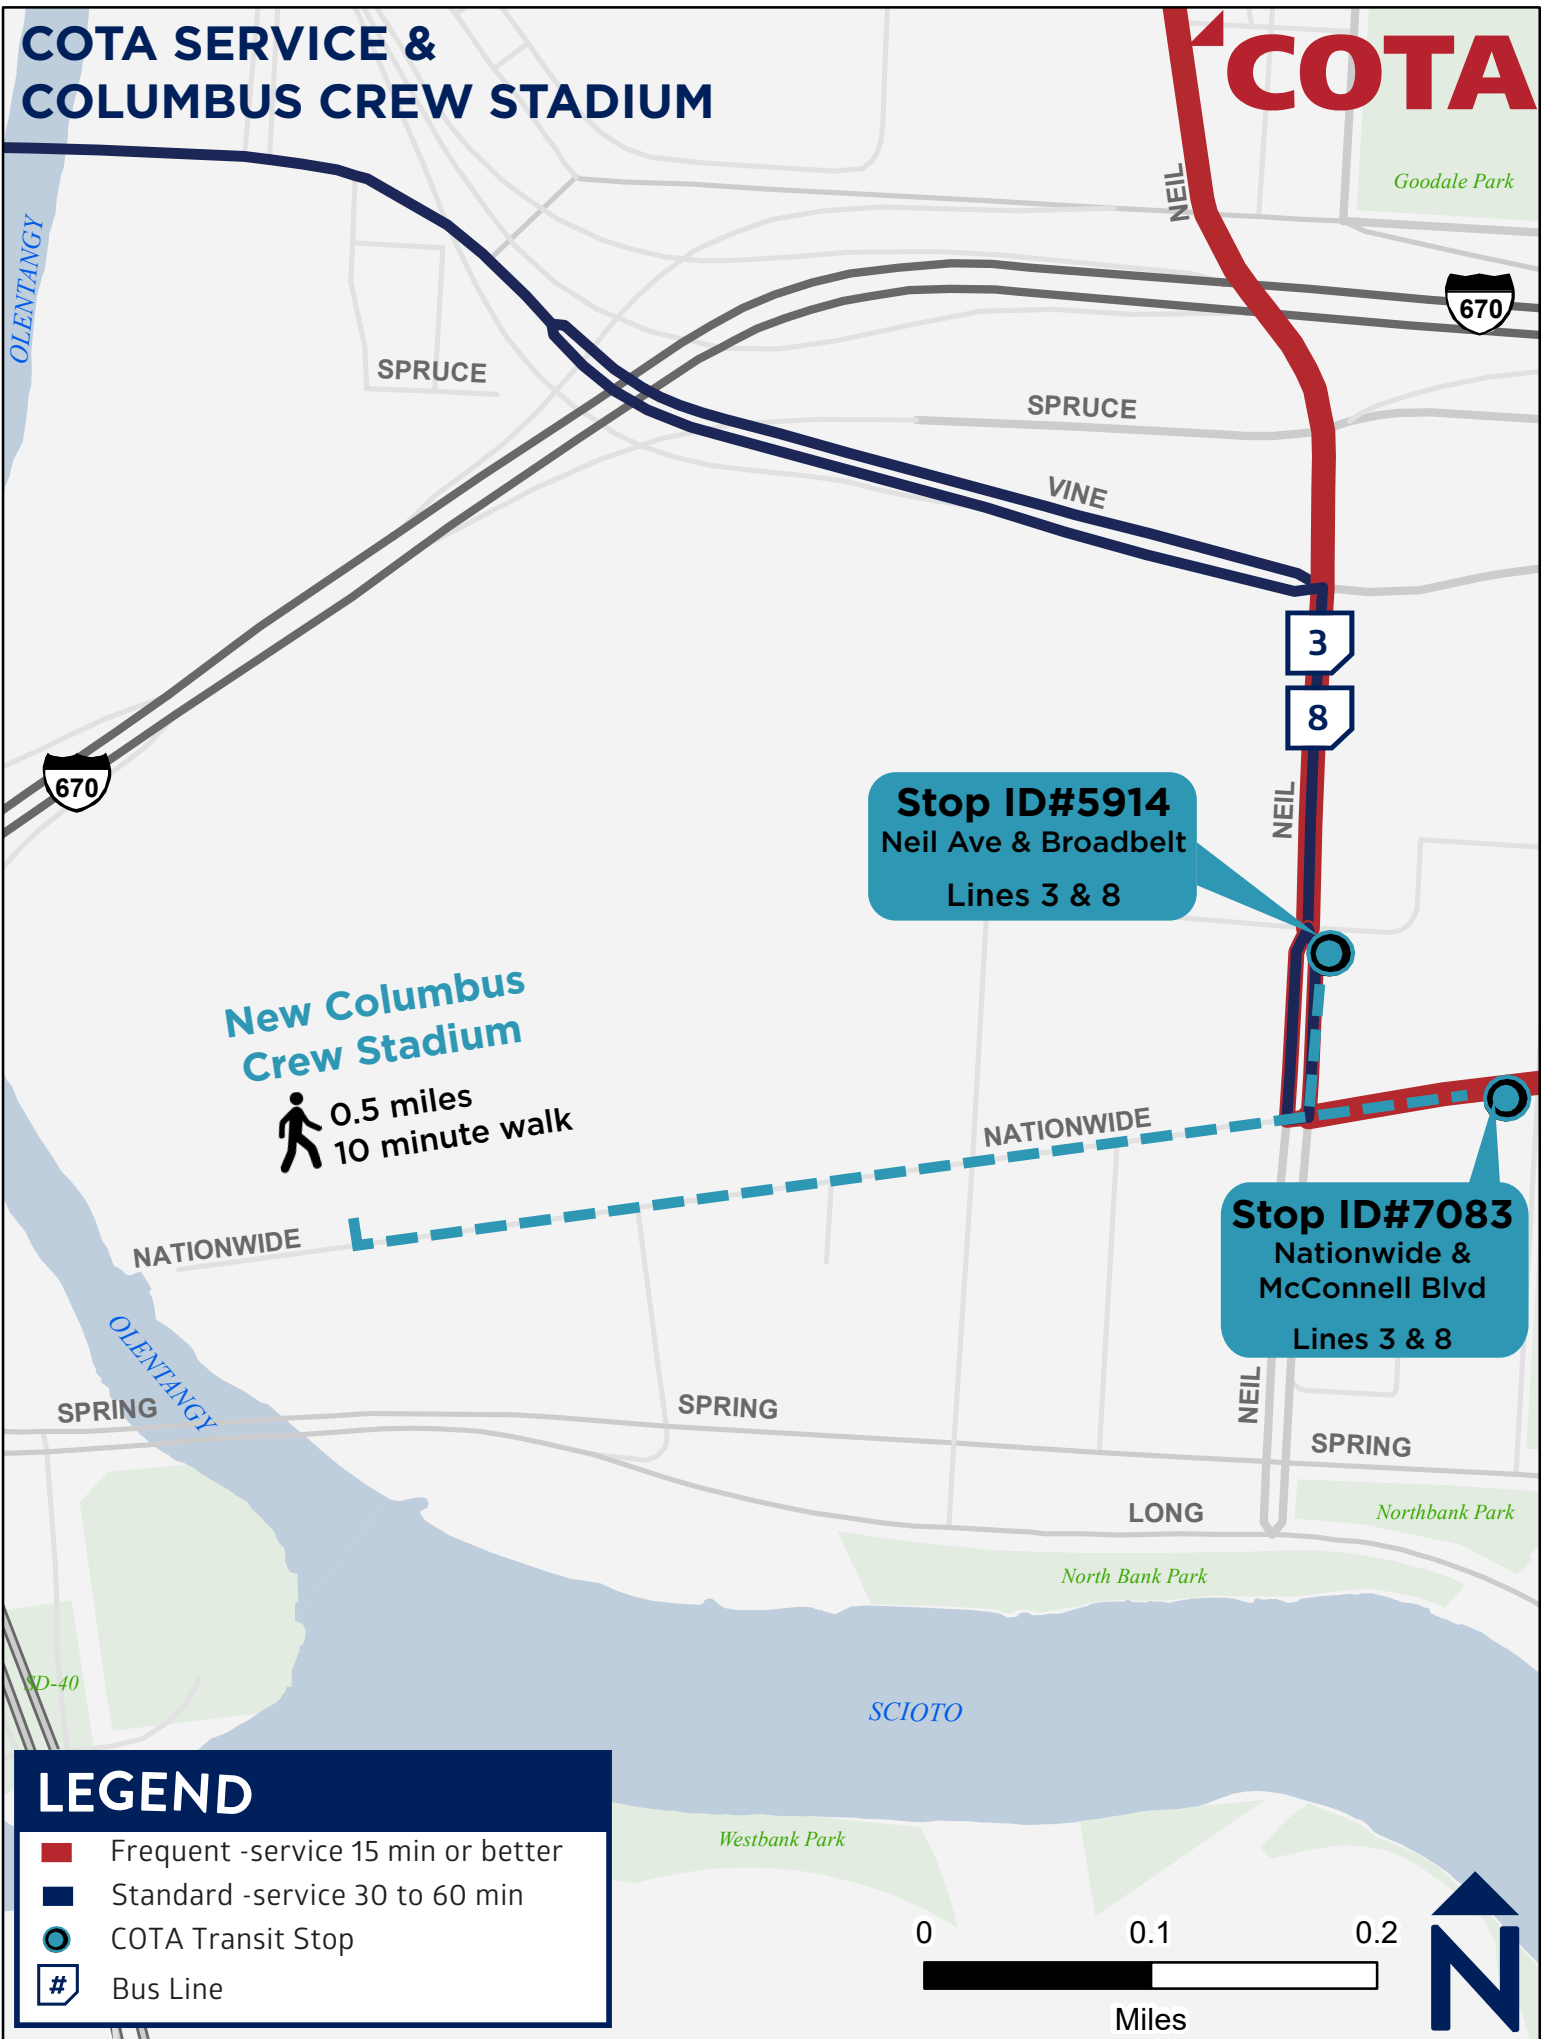 COTA SERVICE &
COLUMBUS CREW STADIUM
COTA
Goodale Park
NEIL
OLENTANGY
670
SPRUCE
SPRUCE
VINE
3
8
670
NEIL
Stop ID#5914
Neil Ave & Broadbelt
Lines 3 & 8
New Columbus
Crew Stadium
0.5 miles
10 minute walk
NATIONWIDE
NATIONWIDE
Stop ID#7083
Nationwide &
McConnell Blvd
Lines 3 & 8
OLENTANGY
NEIL
SPRING
SPRING
SPRING
LONG
Northbank Park
North Bank Park
SD-40
SCIOTO
Westbank Park
LEGEND
Frequent -service 15 min or better
Standard -service 30 to 60 min
COTA Transit Stop
# Bus Line
0 0.1 0.2
Miles
N